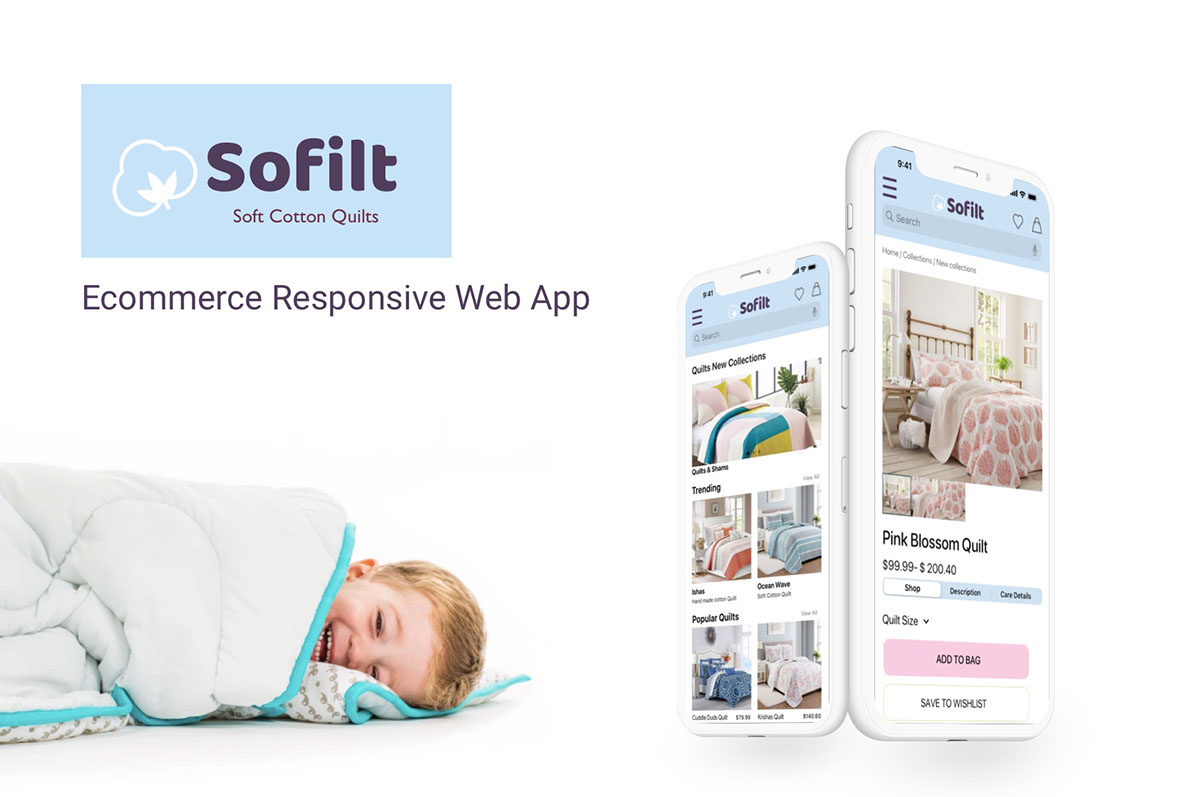 Sofilt
Soft Cotton Quilts
Ecommerce Responsive Web App
9:41
Sofilt
Search
Quilts New Collections
Quilts & Shams
View All
Trending
Ishas
Hand made cotton Quilt
Ocean Wave
Soft Cotton Quilt
View All
Popular Quilts
Cuddle Duds Quilt $79.99
Krishas Quilt $140.60
9:41
Sofilt
Search
Home / Collections / New collections
Pink Blossom Quilt
$99.99- $ 200.40
Shop Description Care Details
Quilt Size
ADD TO BAG
SAVE TO WISHLIST